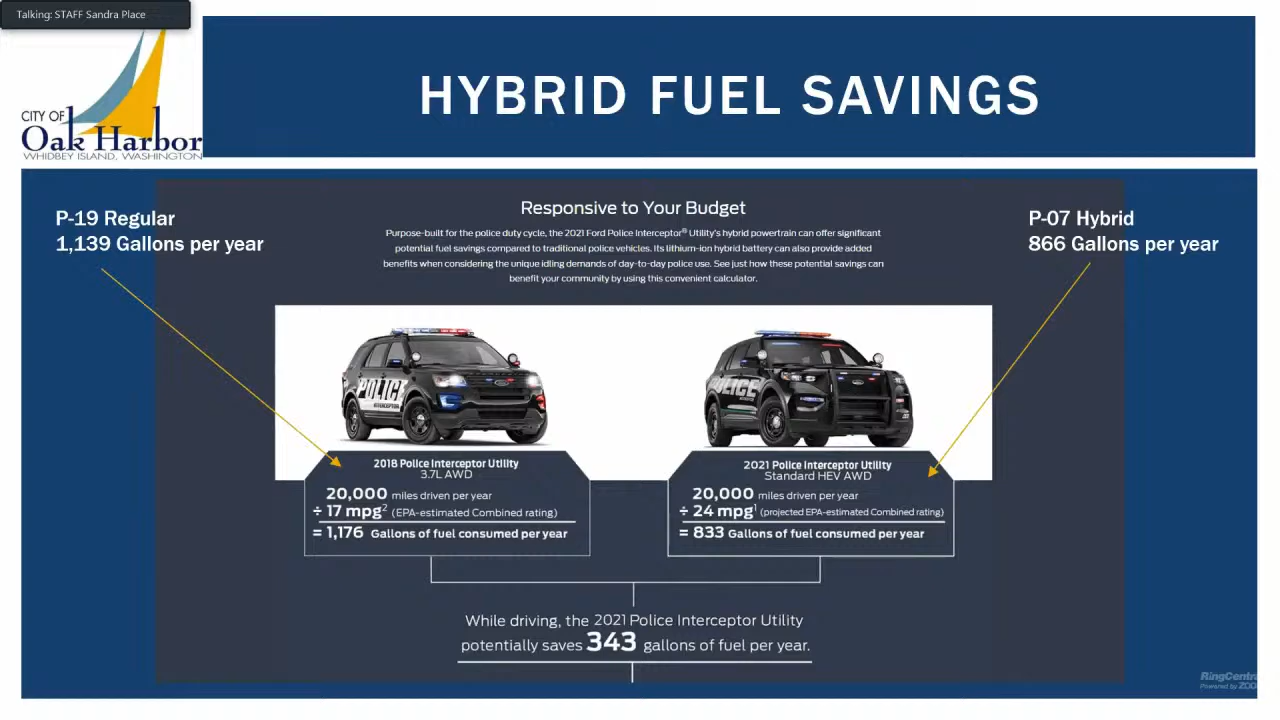 Talking: STAFF Sandra Place
CITY OF
Oak Harbor
WHIDBEY ISLAND, WASHINGTON
HYBRID FUEL SAVINGS
P-19 Regular
1,139 Gallons per year
P-07 Hybrid
866 Gallons per year
Responsive to Your Budget
Purpose-built for the police duty cycle, the 2021 Ford Police Interceptor® Utility's hybrid powertrain can offer significant
potential fuel savings compared to traditional police vehicles. Its lithium-ion hybrid battery can also provide added
benefits when considering the unique idling demands of day-to-day police use. See just how these potential savings can
benefit your community by using this convenient calculator.
POLICE
INTERCEPTOR
POLICE
INTERCEPTOR
2018 Police Interceptor Utility
3.7L AWD
20,000 miles driven per year
÷ 17 mpg² (EPA-estimated Combined rating)
= 1,176 Gallons of fuel consumed per year
2021 Police Interceptor Utility
Standard HEV AWD
20,000 miles driven per year
÷ 24 mpg¹ (projected EPA-estimated Combined rating)
= 833 Gallons of fuel consumed per year
While driving, the 2021 Police Interceptor Utility
potentially saves 343 gallons of fuel per year.
RingCentr
Powered by ZOO